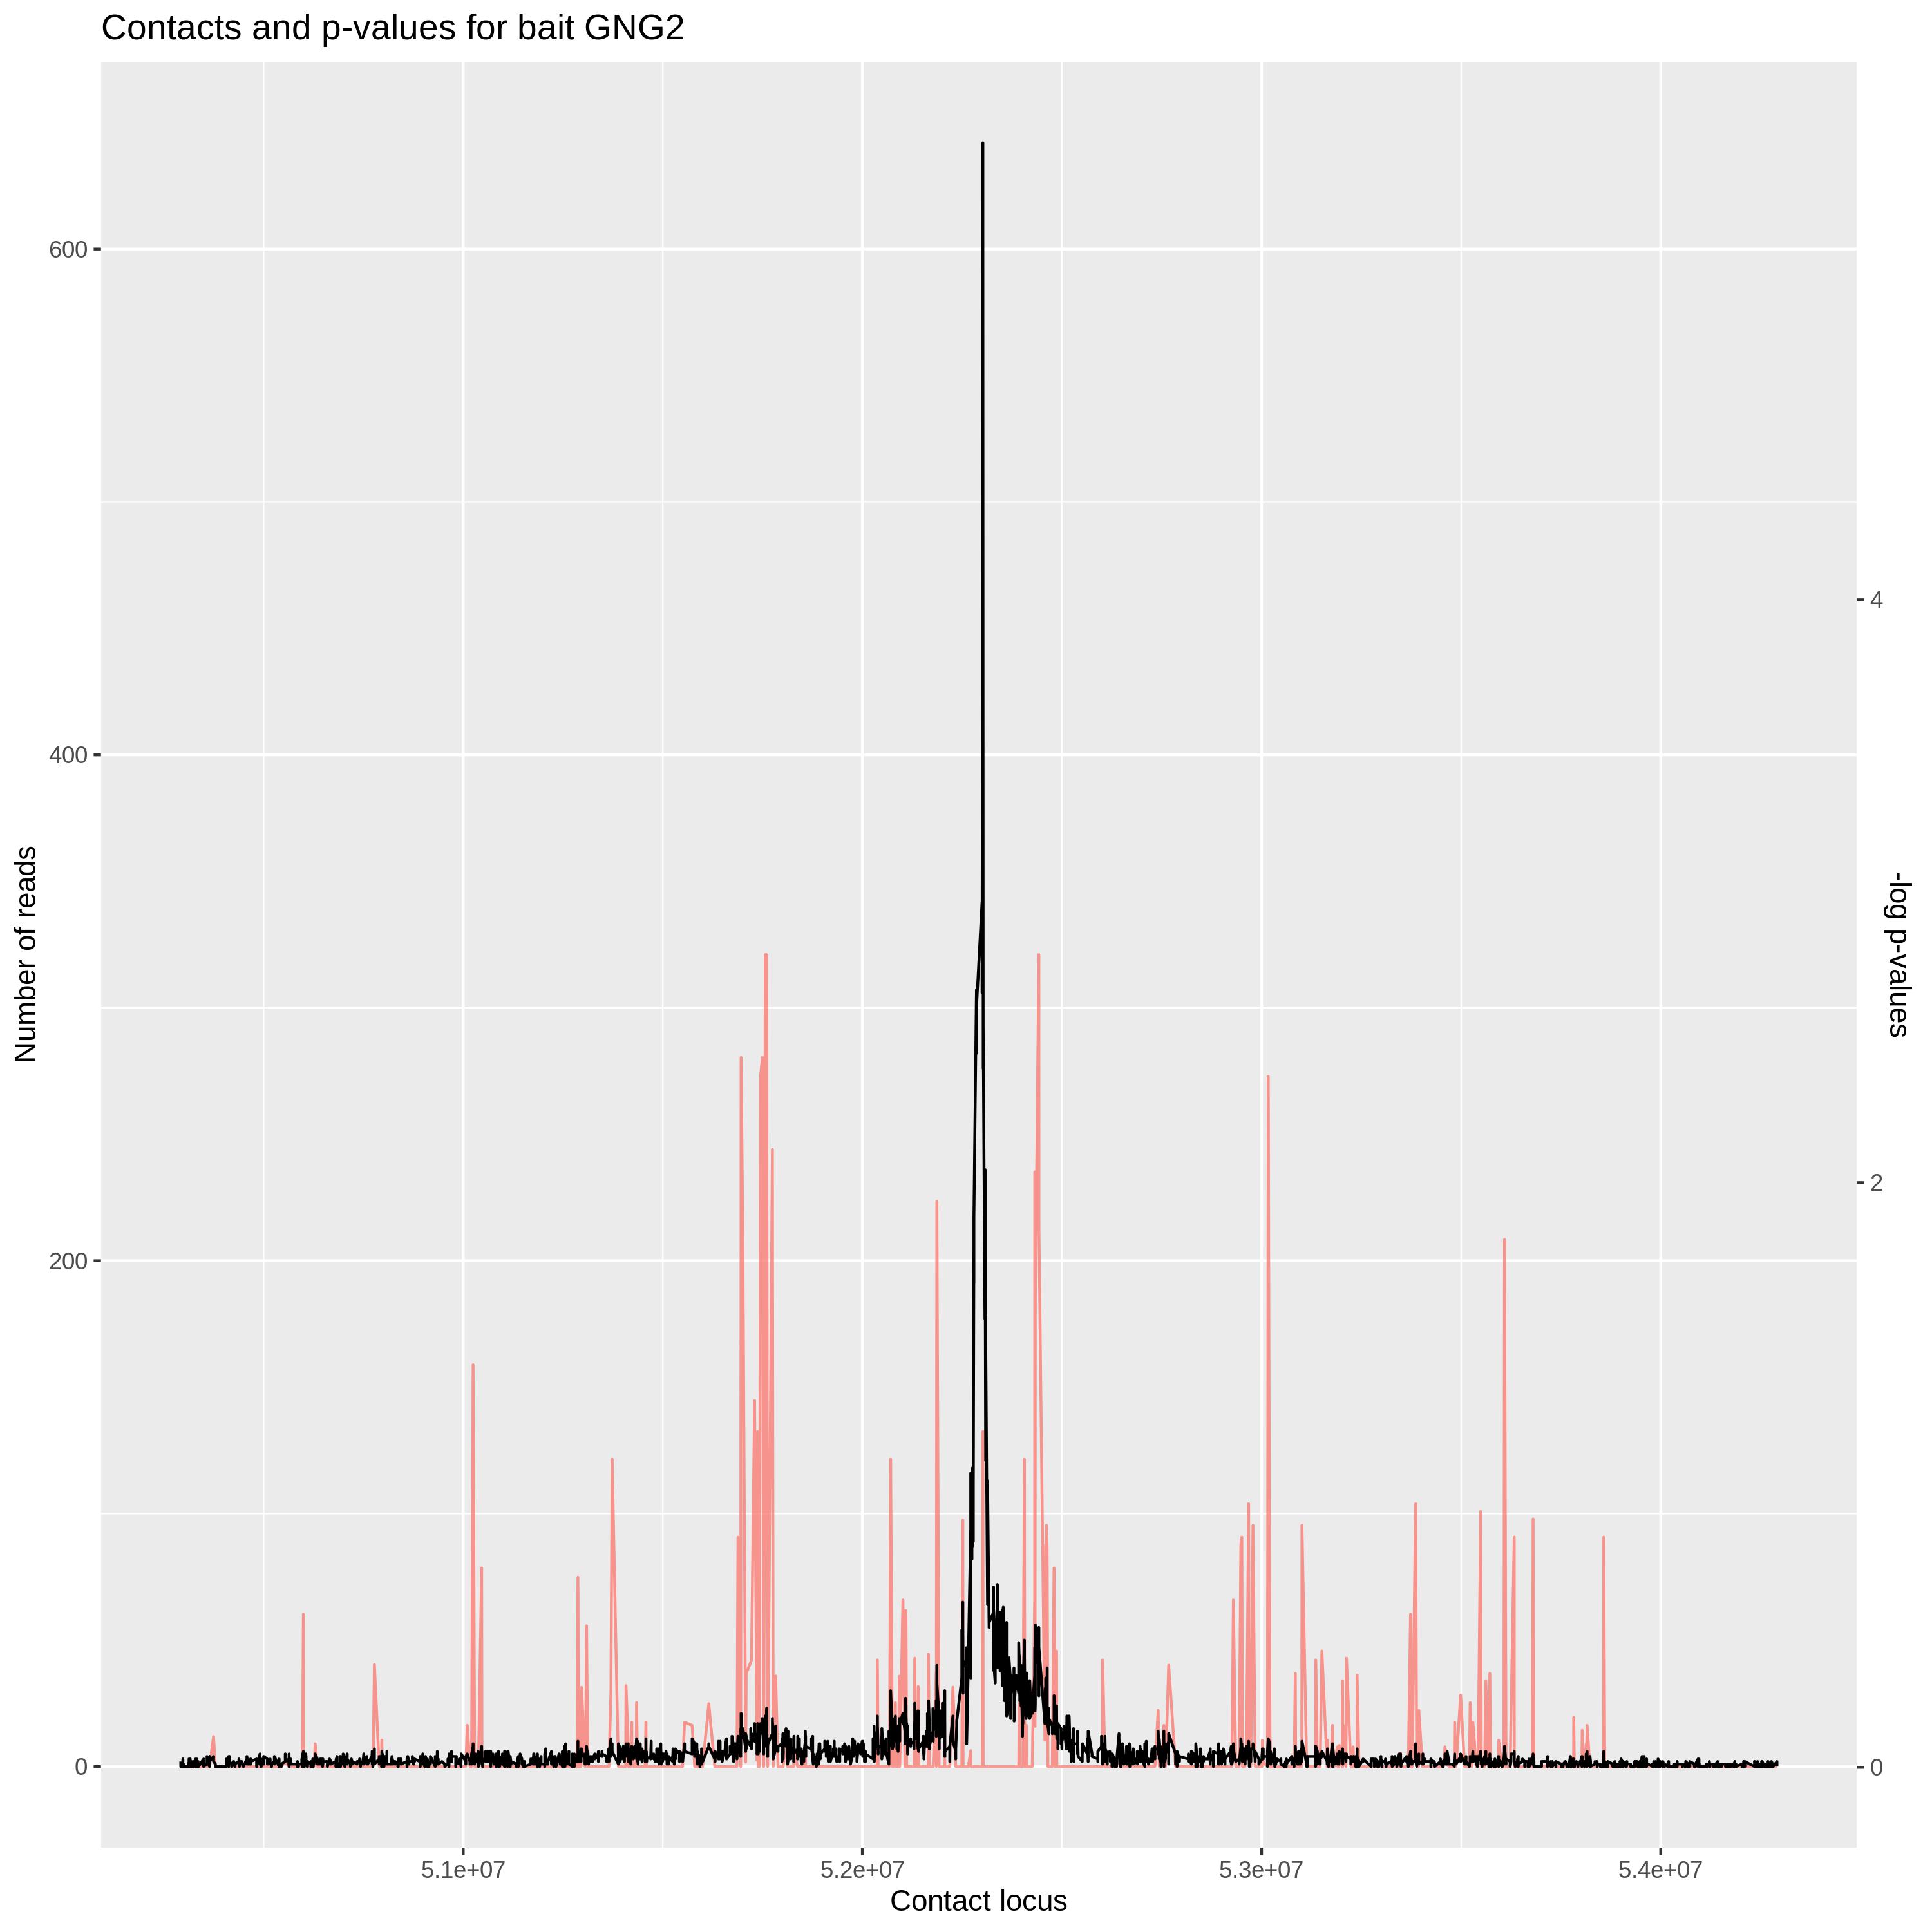 Contacts and p-values for bait GNG2
600
400
200
0
Number of reads
4
2
0
-log p-values
5.1e+07
5.2e+07
5.3e+07
5.4e+07
Contact locus